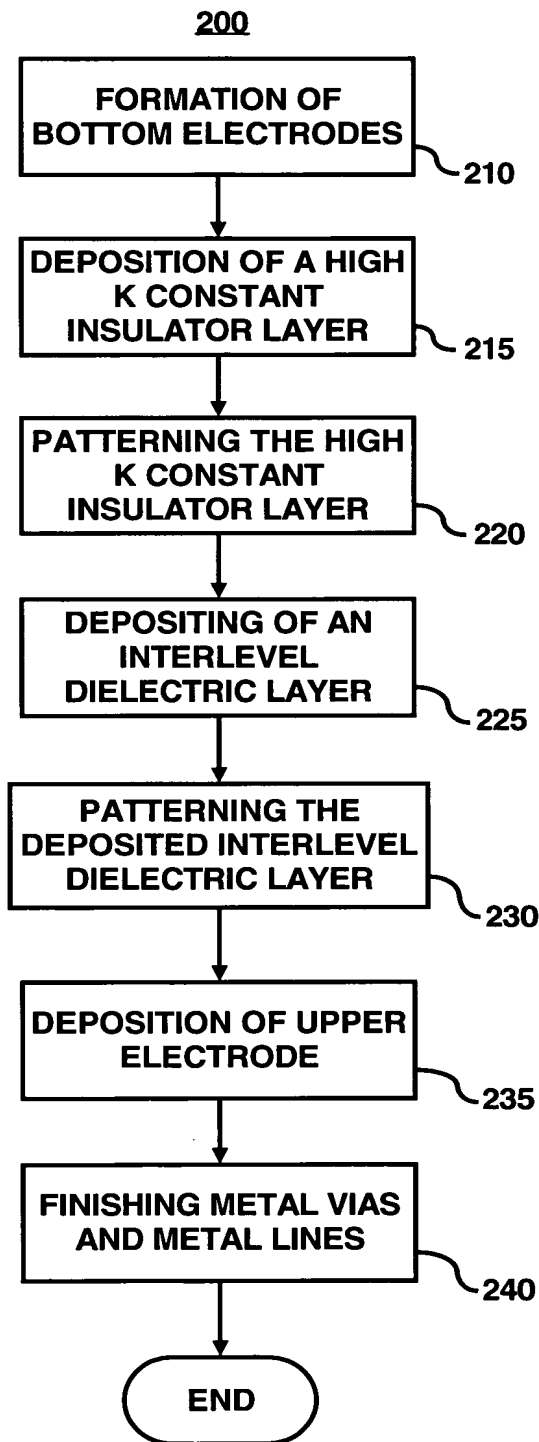 200
FORMATION OF
BOTTOM ELECTRODES
210
DEPOSITION OF A HIGH
K CONSTANT
INSULATOR LAYER
215
PATTERNING THE HIGH
K CONSTANT
INSULATOR LAYER
220
DEPOSITING OF AN
INTERLEVEL
DIELECTRIC LAYER
225
PATTERNING THE
DEPOSITED INTERLEVEL
DIELECTRIC LAYER
230
DEPOSITION OF UPPER
ELECTRODE
235
FINISHING METAL VIAS
AND METAL LINES
240
END